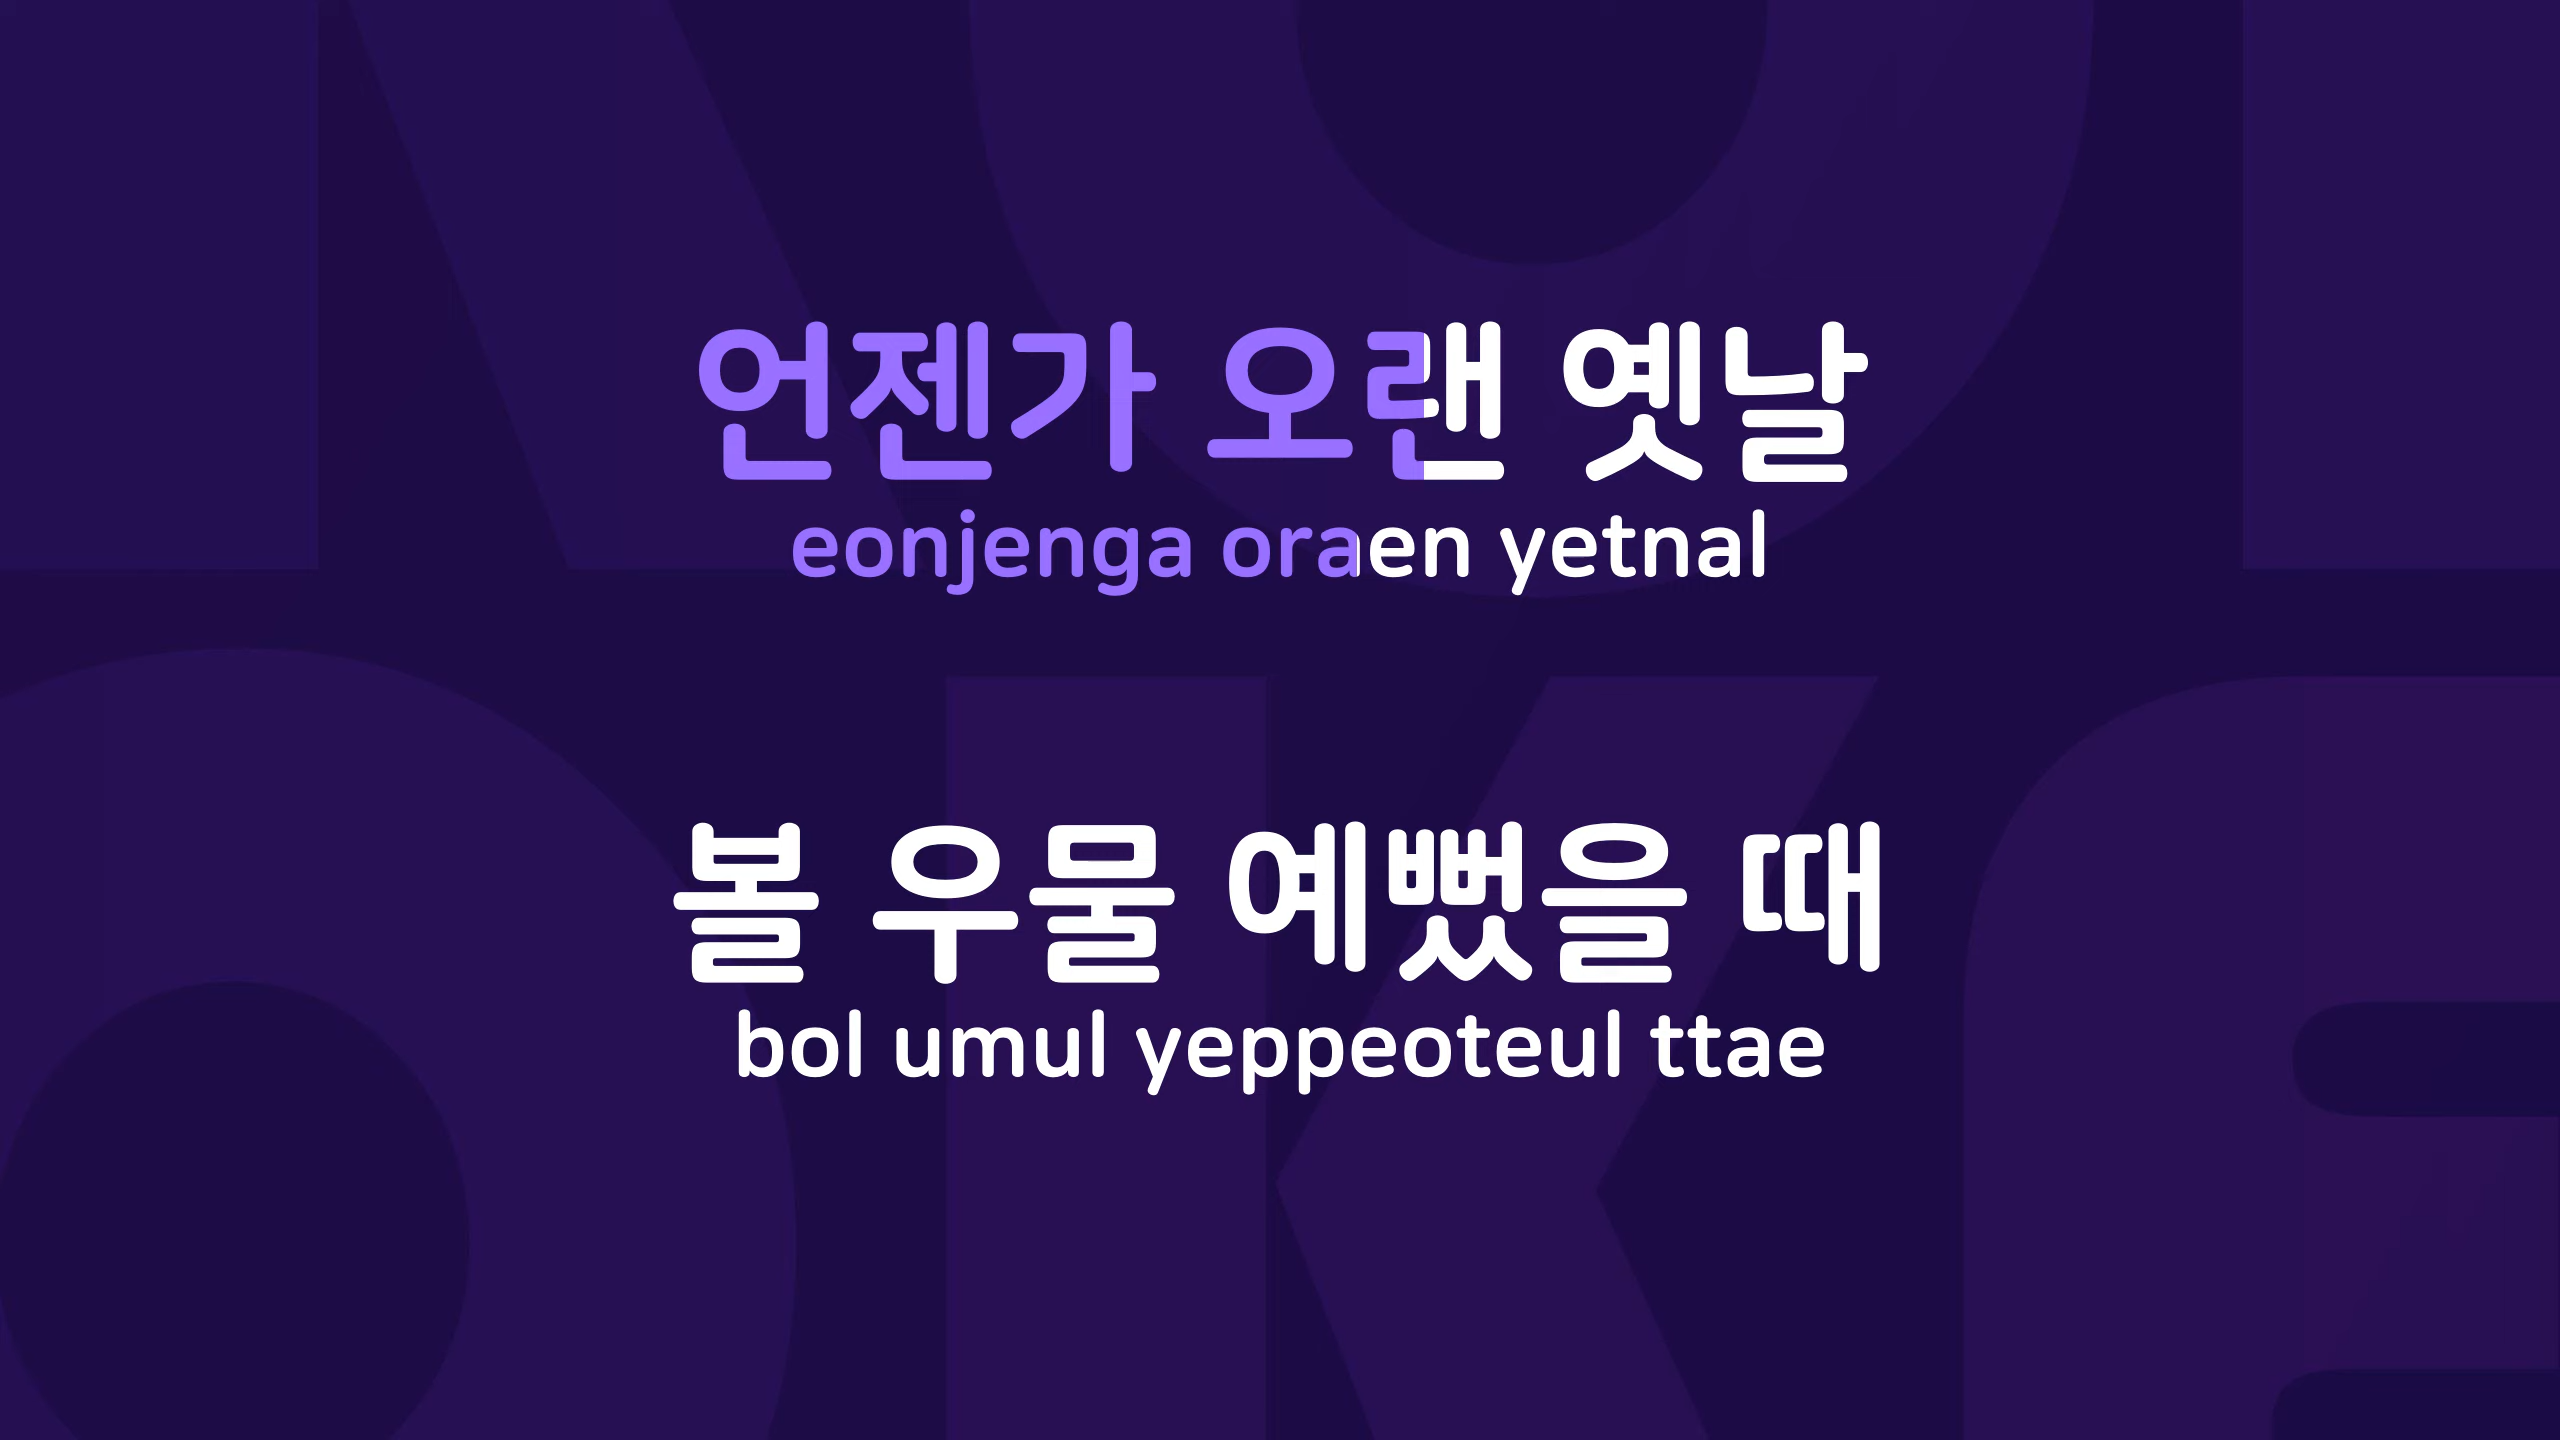 언젠가 오랜 옛날
eonjenga oraen yetnal
볼 우물 예뻤을 때
bol umul yeppeoteul ttae